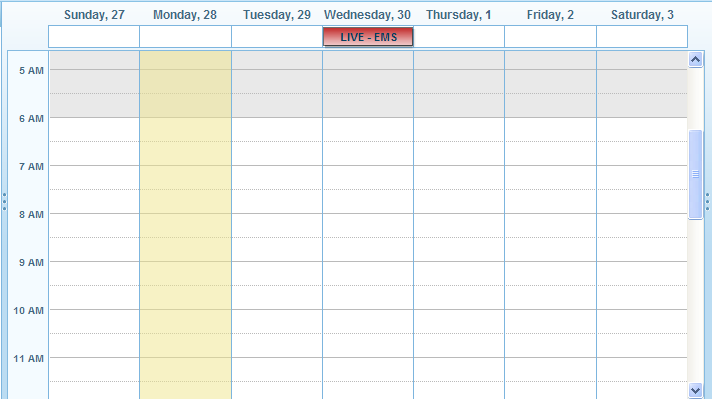 Sunday, 27 Monday, 28 Tuesday, 29 Wednesday, 30 Thursday, 1 Friday, 2 Saturday, 3
LIVE - EMS
5 AM
6 AM
7 AM
8 AM
9 AM
10 AM
11 AM